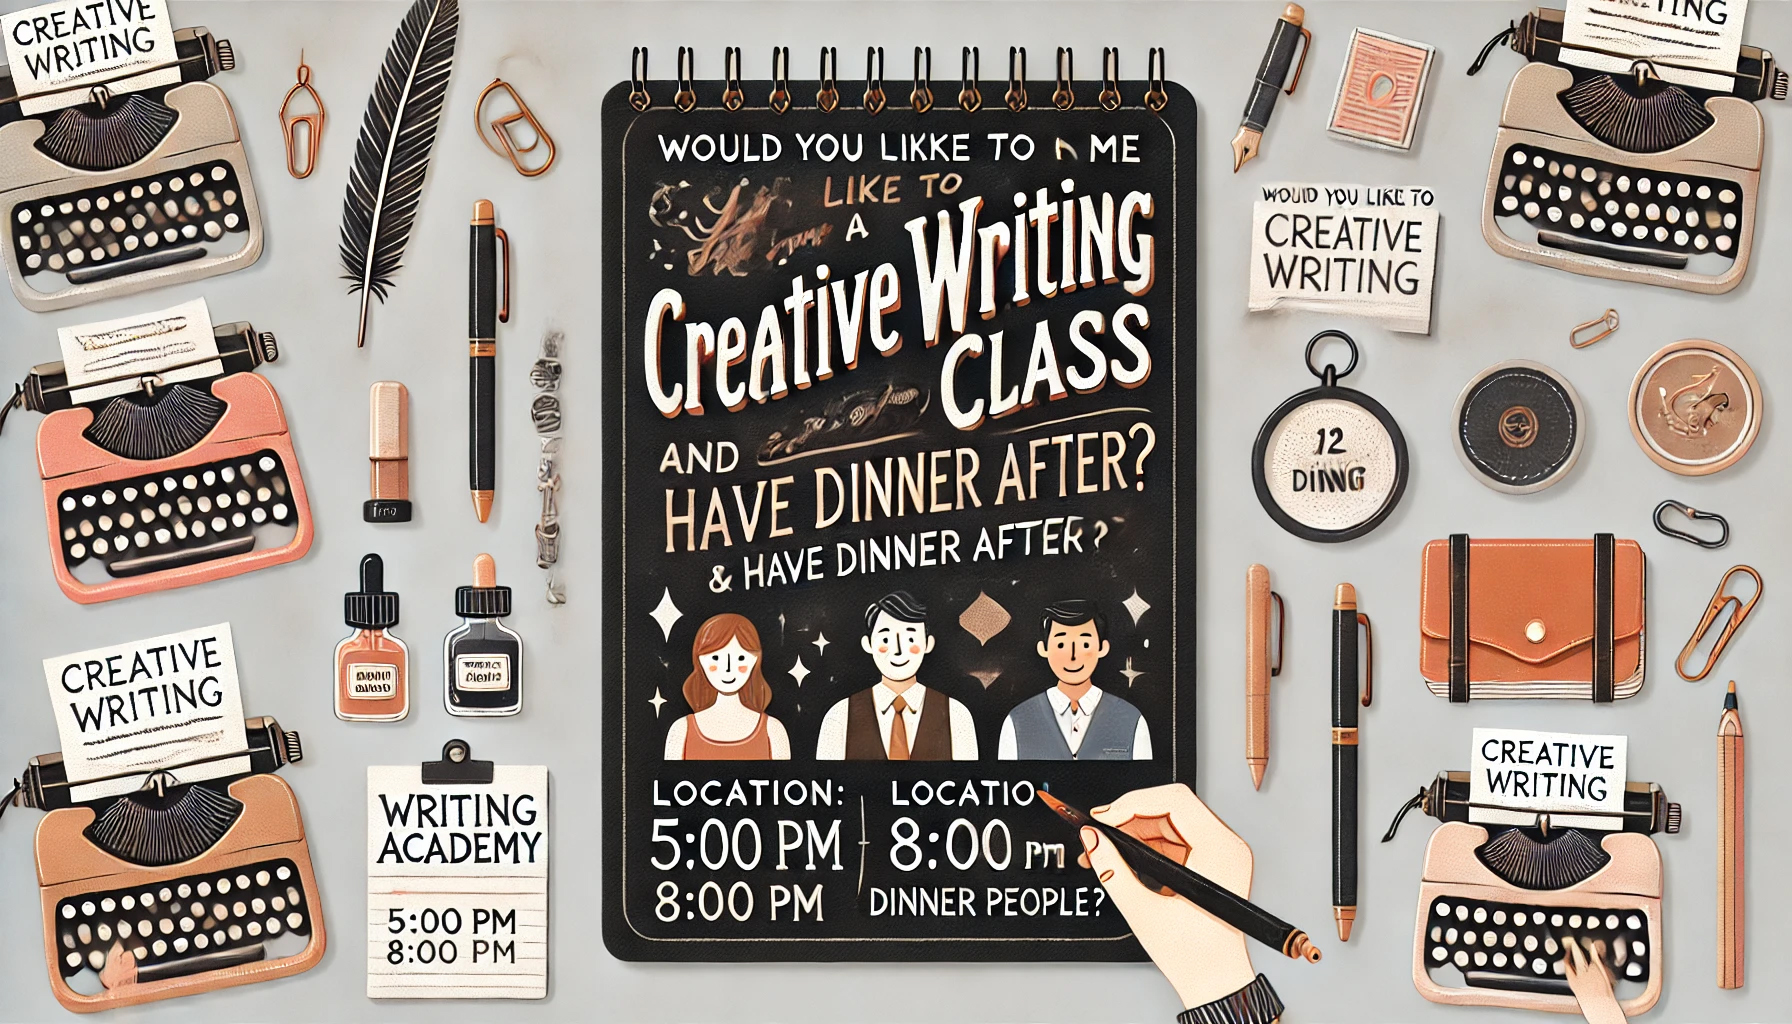 CREATIVE
WRITING
WOULD YOU LIKKE TO ME
LIKE TO
A
Creative Writing
CLASS
AND
HAVE DINNER AFTER?
& HAVE DINNER AFTER?
LOCATION:
5:00 PM
8:00 PM
LOCATIO
8:00 pm
DINNER PEOPLE?
CREATIVE
WRITING
WRITING
ACADEMY
5:00 PM
8:00 PM
WOULD YOU LIKE TO
CREATIVE
WRITING
12
CREATIVE
WRITING